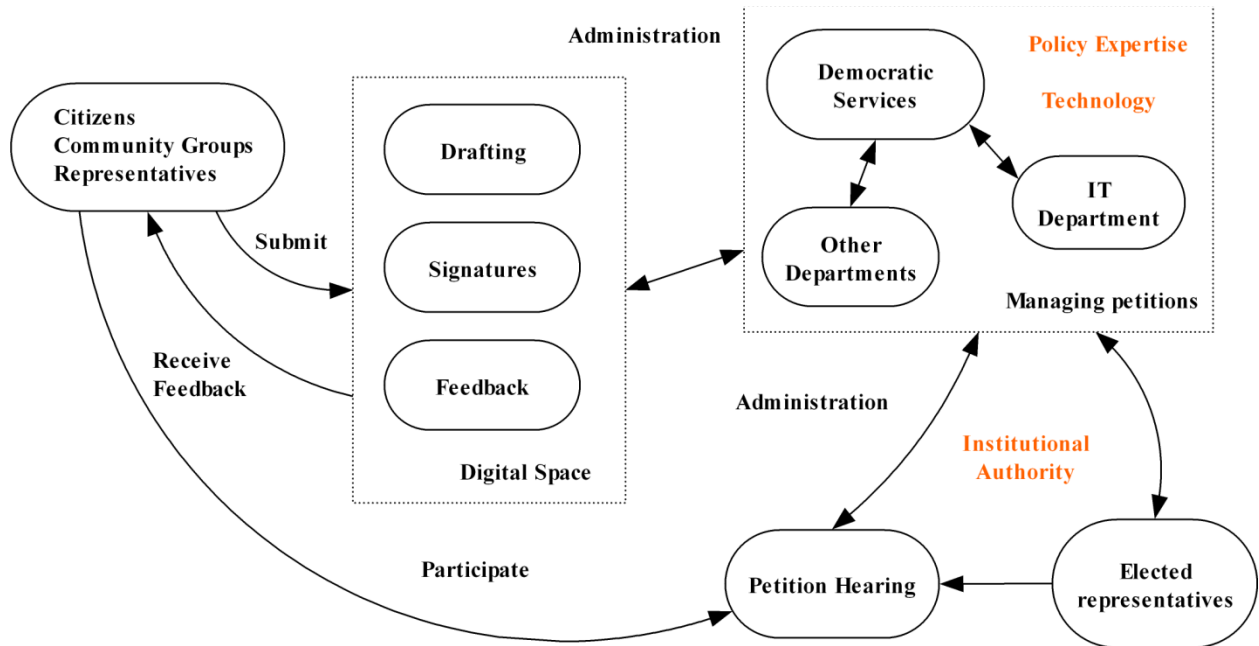 Administration
Policy Expertise
Technology
Democratic
Services
IT
Department
Other
Departments
Managing petitions
Citizens
Community Groups
Representatives
Submit
Receive
Feedback
Drafting
Signatures
Feedback
Digital Space
Administration
Institutional
Authority
Participate
Petition Hearing
Elected
representatives